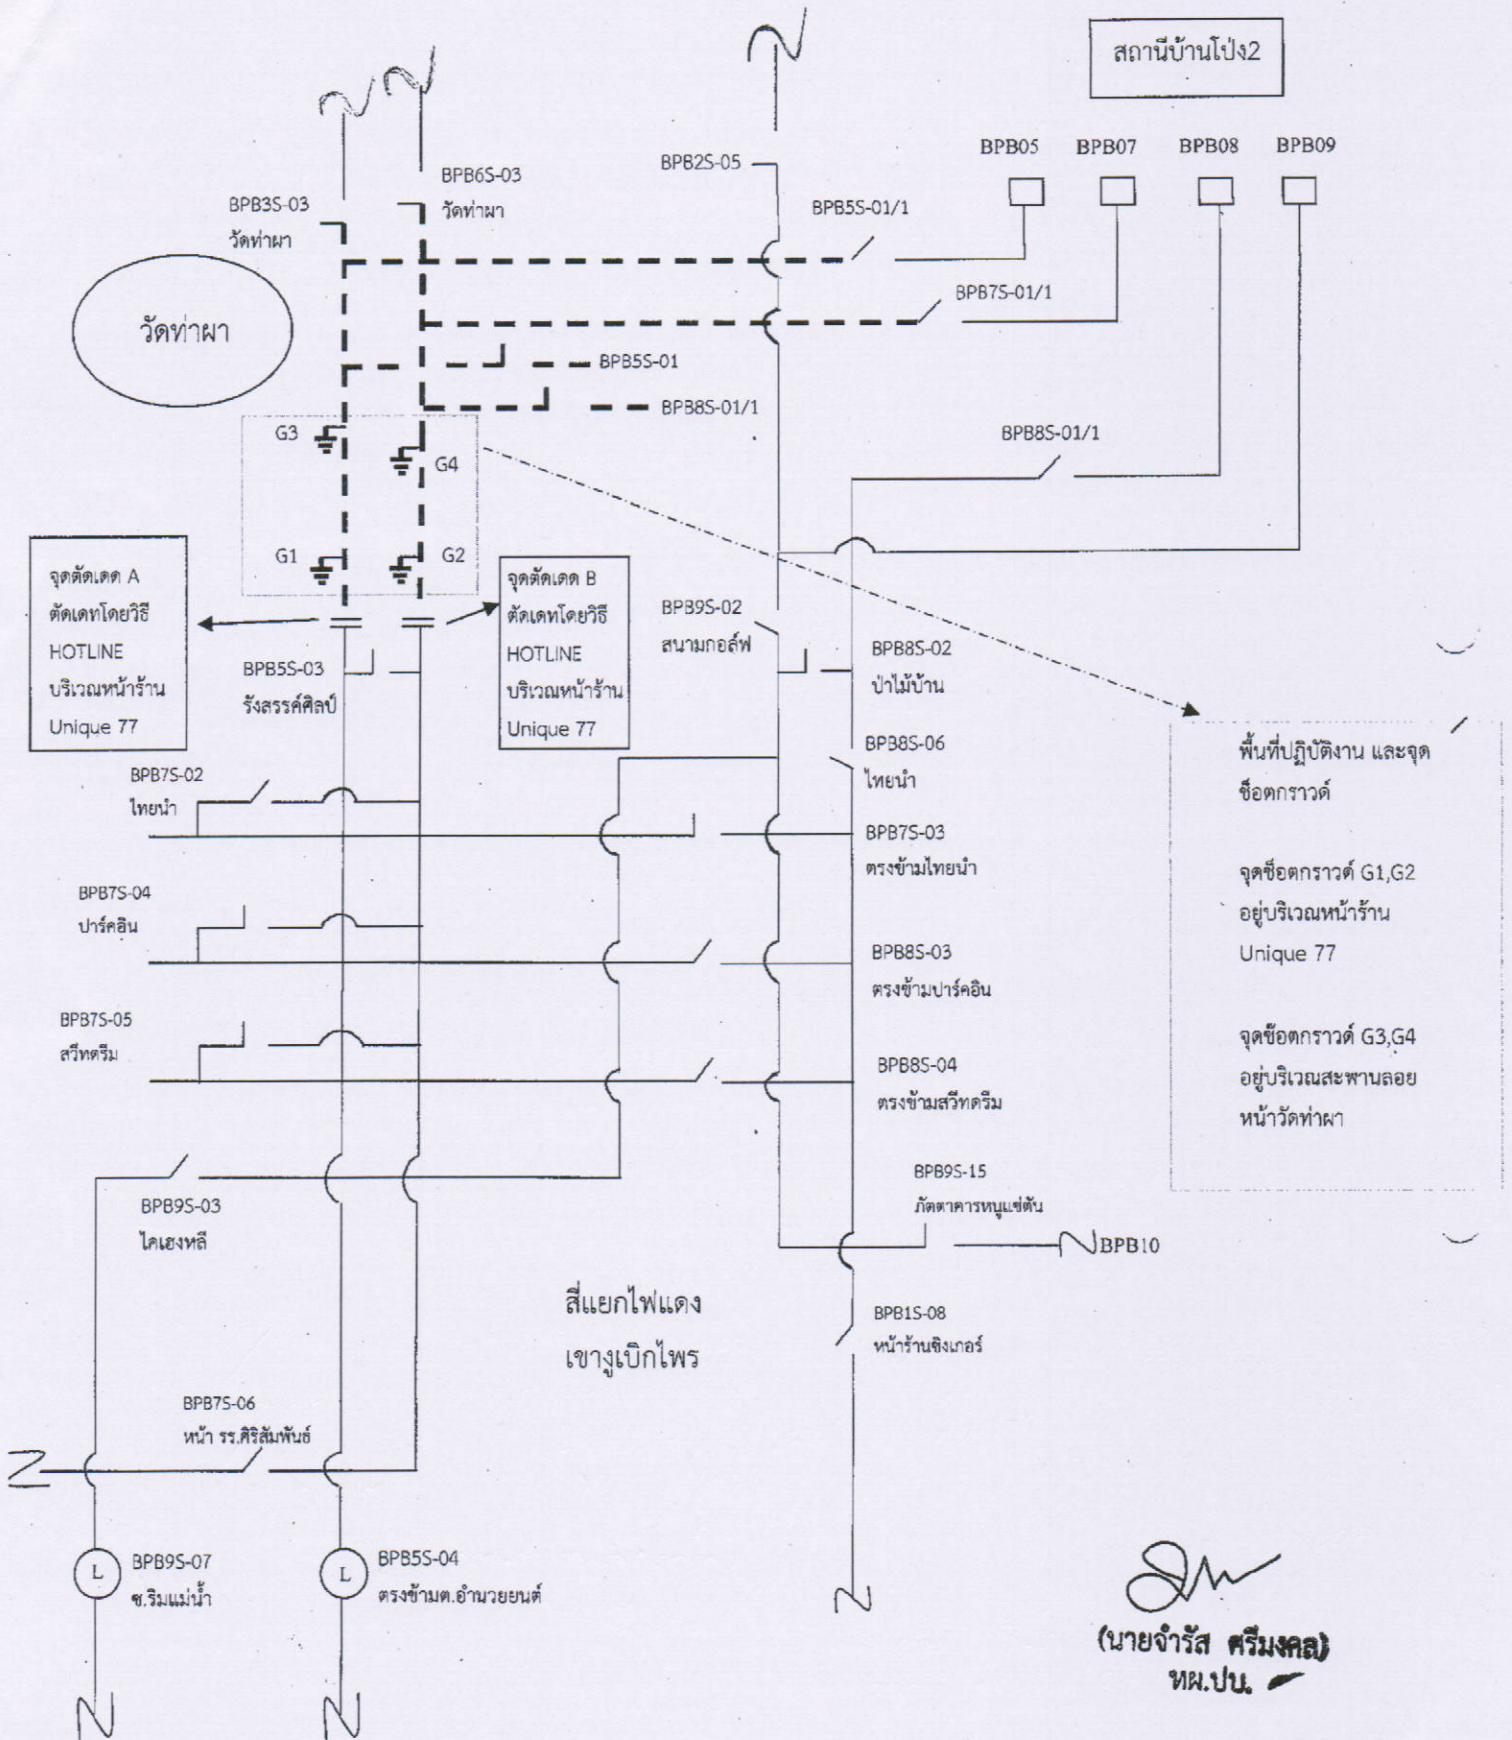 สถานีบ้านโป่ง2
BPB05
BPB07
BPB08
BPB09
BPB2S-05
BPB6S-03
วัดท่าผา
BPB3S-03
วัดท่าผา
BPB5S-01/1
BPB7S-01/1
วัดท่าผา
BPB5S-01
BPB8S-01/1
G3
G4
BPB8S-01/1
G1
G2
จุดตัดเดด A
ตัดเดทโดยวิธี
HOTLINE
บริเวณหน้าร้าน
Unique 77
จุดตัดเดด B
ตัดเดทโดยวิธี
HOTLINE
บริเวณหน้าร้าน
Unique 77
BPB9S-02
สนามกอล์ฟ
BPB5S-03
รังสรรค์ศิลป์
BPB8S-02
ป่าไม้บ้าน
BPB8S-06
ไทยนำ
BPB7S-02
ไทยนำ
BPB7S-03
ตรงข้ามไทยนำ
พื้นที่ปฏิบัติงาน และจุด
ช็อตกราวด์
จุดช็อตกราวด์ G1,G2
อยู่บริเวณหน้าร้าน
Unique 77
จุดช๊อตกราวด์ G3,G4
อยู่บริเวณสะพานลอย
หน้าวัดท่าผา
BPB7S-04
ปาร์คอิน
BPB8S-03
ตรงข้ามปาร์คอิน
BPB7S-05
สวีทดรีม
BPB8S-04
ตรงข้ามสวีทดรีม
BPB9S-03
ไคเฮงหลี
BPB9S-15
ภัตตาคารหนูแซ่ตัน
BPB10
สี่แยกไฟแดง
เขางูเบิกไพร
BPB1S-08
หน้าร้านซิงเกอร์
BPB7S-06
หน้า รร.ศิริสัมพันธ์
L
BPB9S-07
ซ.ริมแม่น้ำ
L
BPB5S-04
ตรงข้ามต.อำนวยยนต์
(นายจำรัส ศรีมงคล)
ทผ.ปบ.